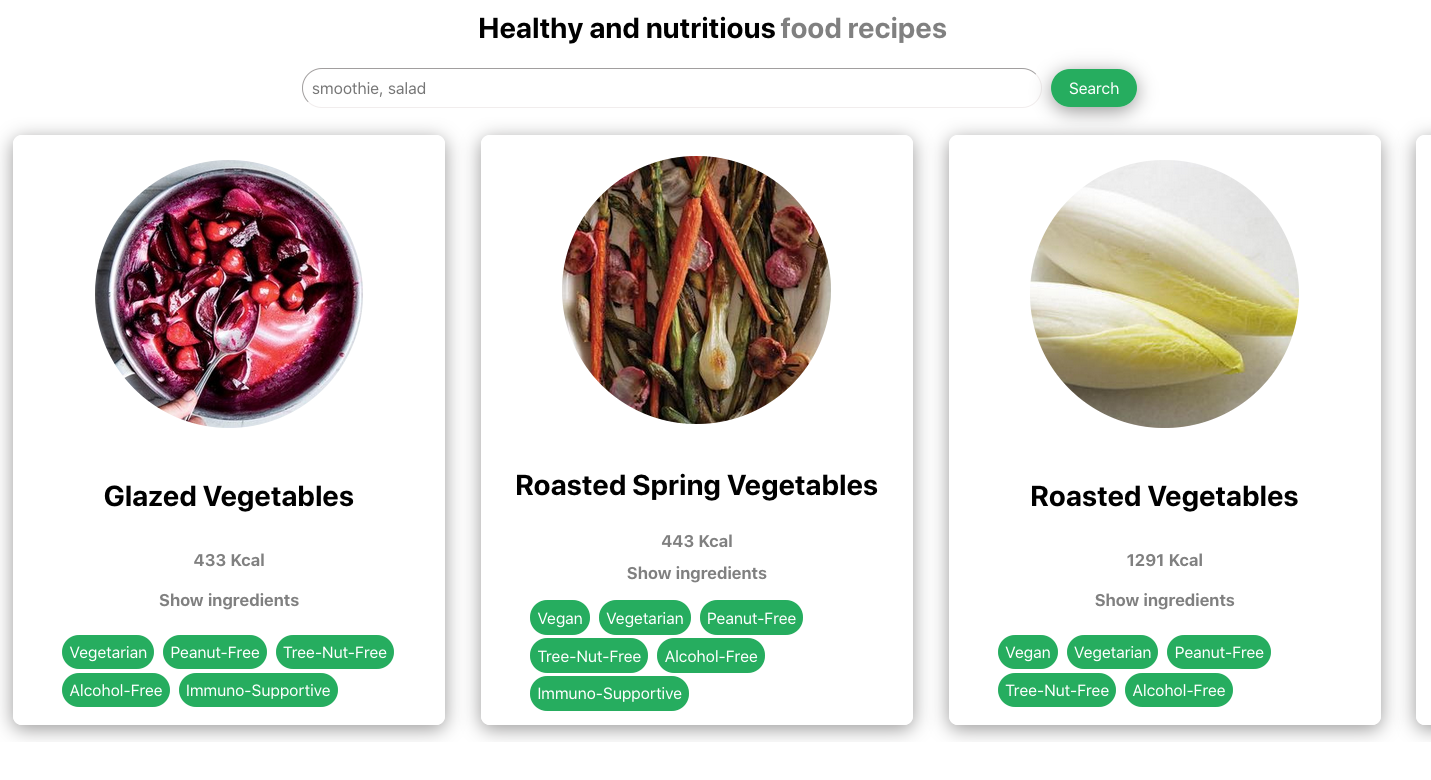 Healthy and nutritious food recipes
smoothie, salad
Search
Glazed Vegetables
433 Kcal
Show ingredients
Vegetarian Peanut-Free Tree-Nut-Free
Alcohol-Free Immuno-Supportive
Roasted Spring Vegetables
443 Kcal
Show ingredients
Vegan Vegetarian Peanut-Free
Tree-Nut-Free Alcohol-Free
Immuno-Supportive
Roasted Vegetables
1291 Kcal
Show ingredients
Vegan Vegetarian Peanut-Free
Tree-Nut-Free Alcohol-Free